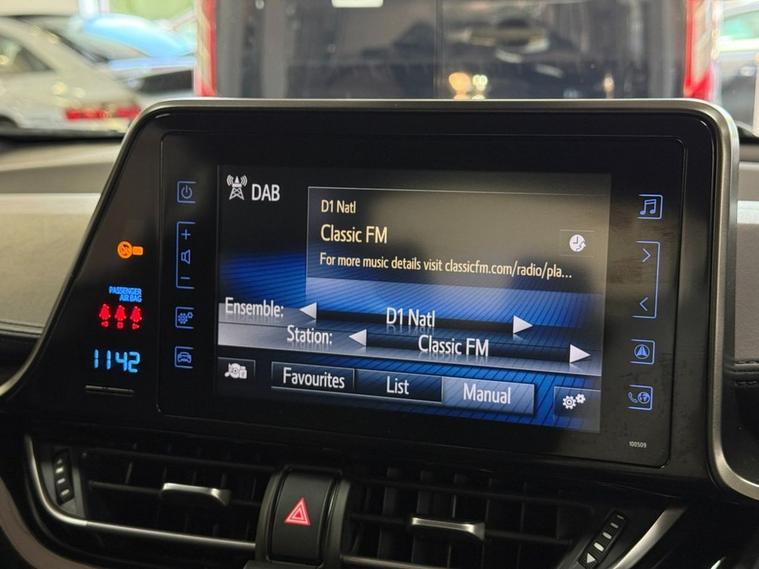 DAB
D1 Natl
Classic FM
For more music details visit classicfm.com/radio/pla...
Ensemble: D1 Natl
Station: Classic FM
Favourites List Manual
PASSENGER
AIR BAG
1142
100509